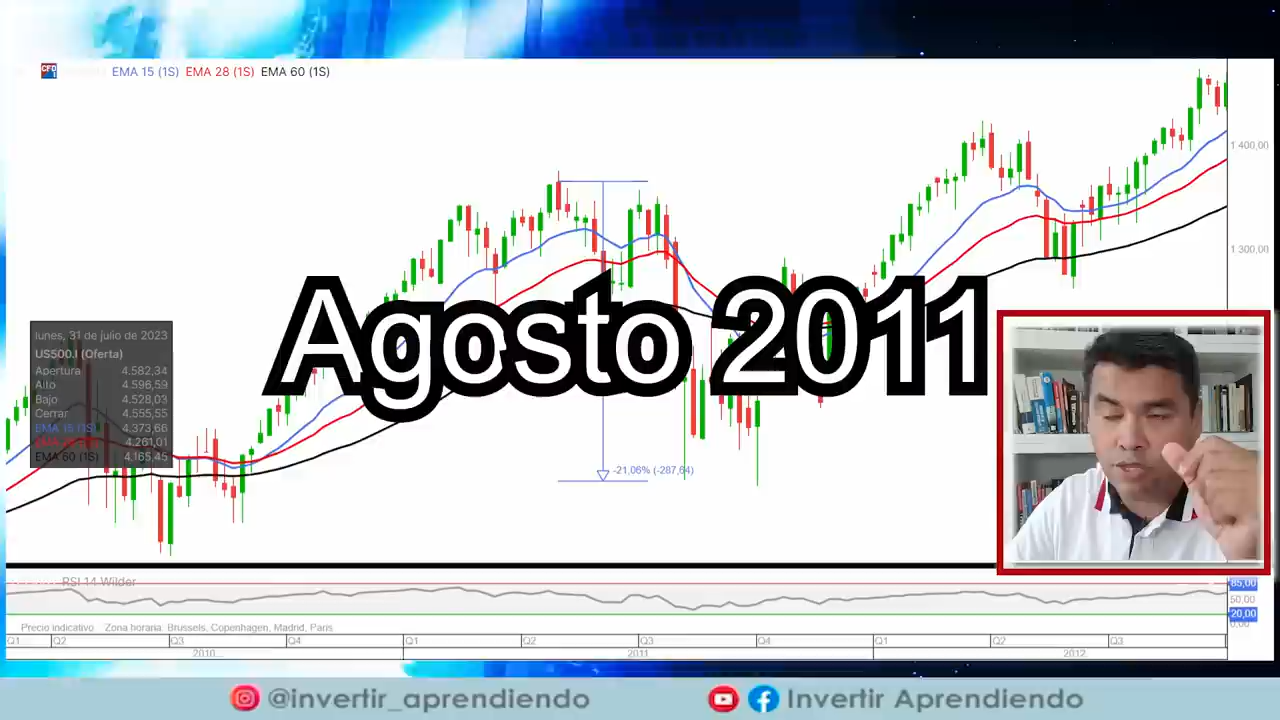 CFD
EMA 15 (1S) EMA 28 (1S) EMA 60 (1S)
1 400,00
1 300,00
Agosto 2011
lunes, 31 de julio de 2023
US500.I (Oferta)
Apertura 4.582,34
Alto 4.596,59
Bajo 4.528,03
Cerrar 4.555,55
EMA 15 (1S) 4.373,66
4.261,01
EMA 60 (1S) 4.165,45
-21,06% (-287,64)
RSI 14 Wilder
85,00
50,00
20,00
0,00
Precio indicativo Zona horaria: Brussels, Copenhagen, Madrid, Paris
Q1 Q2 Q3 Q4 Q1 Q2 Q3 Q4 Q1 Q2 Q3
2010 2011 2012
@invertir_aprendiendo Invertir Aprendiendo